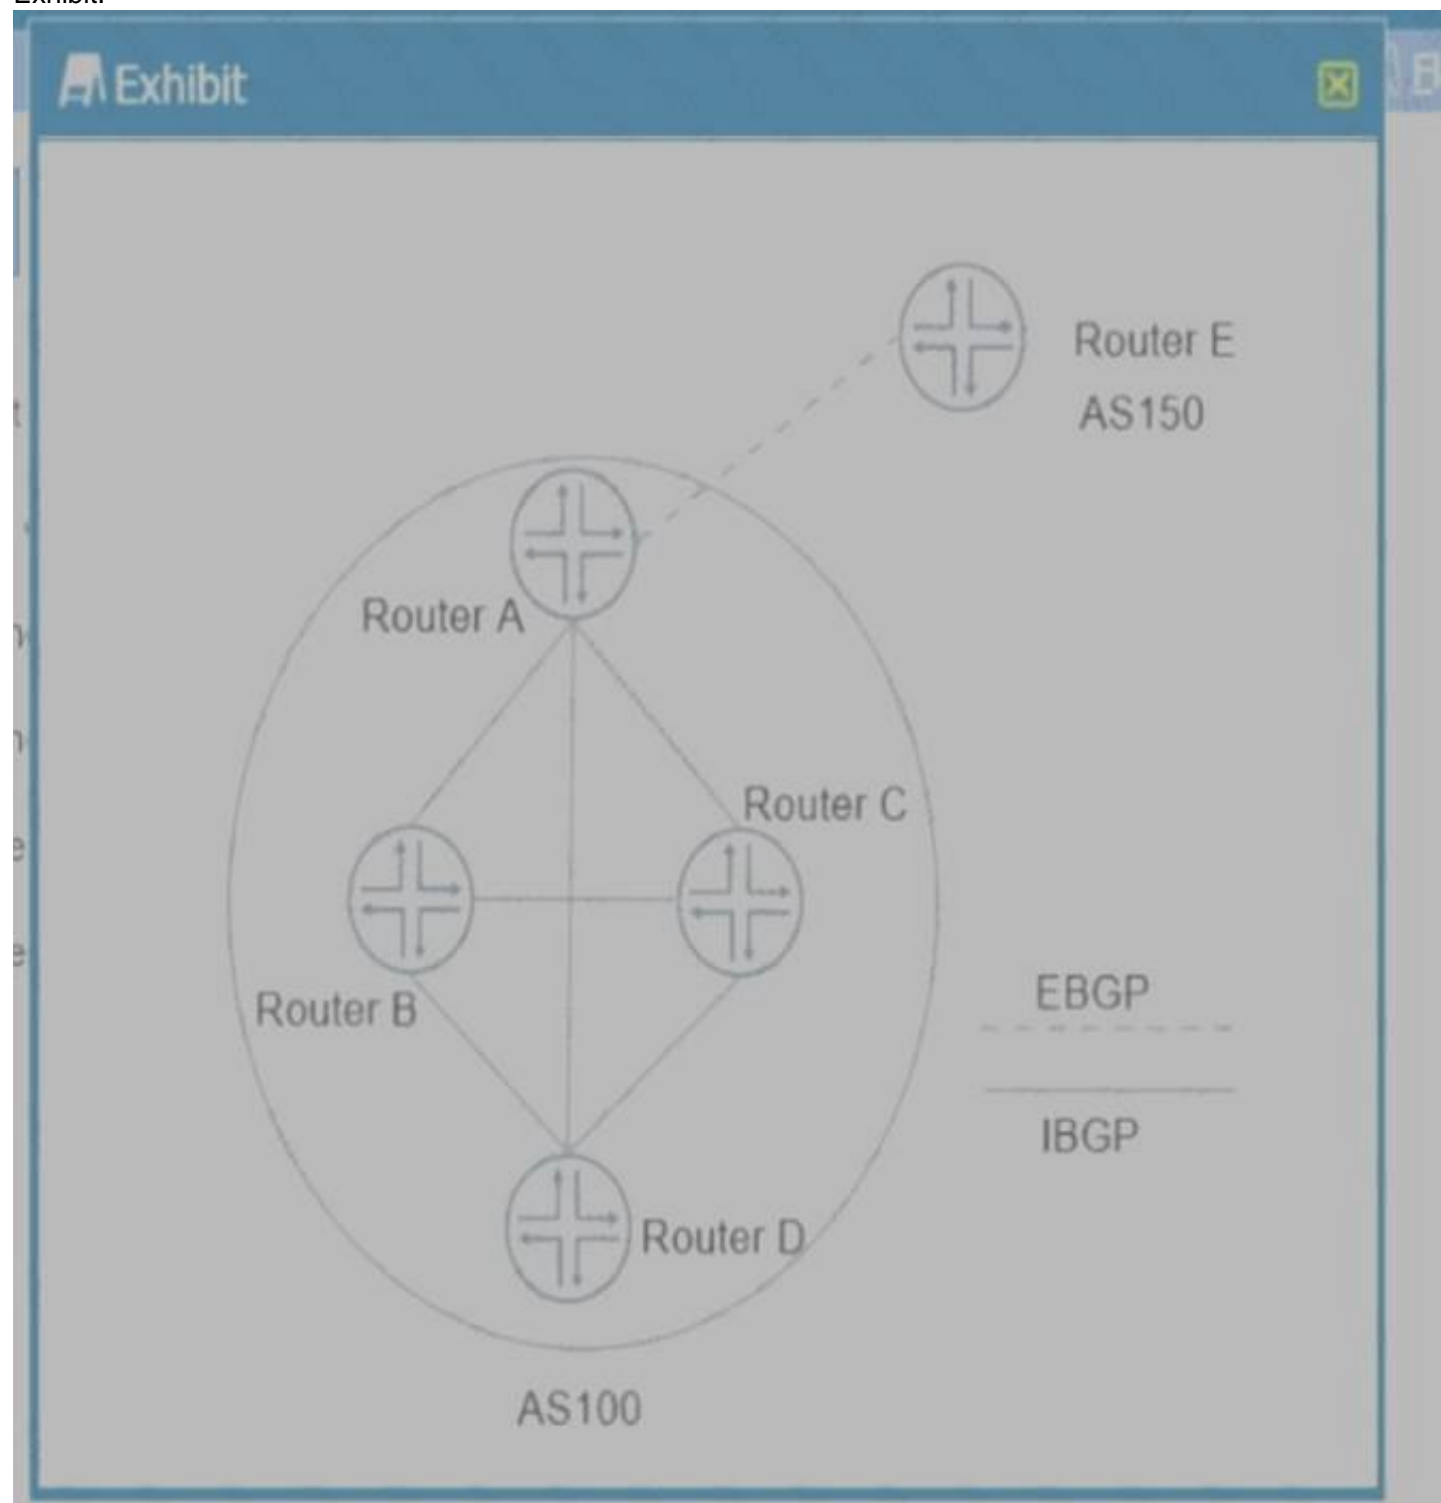 Exhibit
Router E
AS150
Router A
Router C
Router B
EBGP
IBGP
Router D
AS100